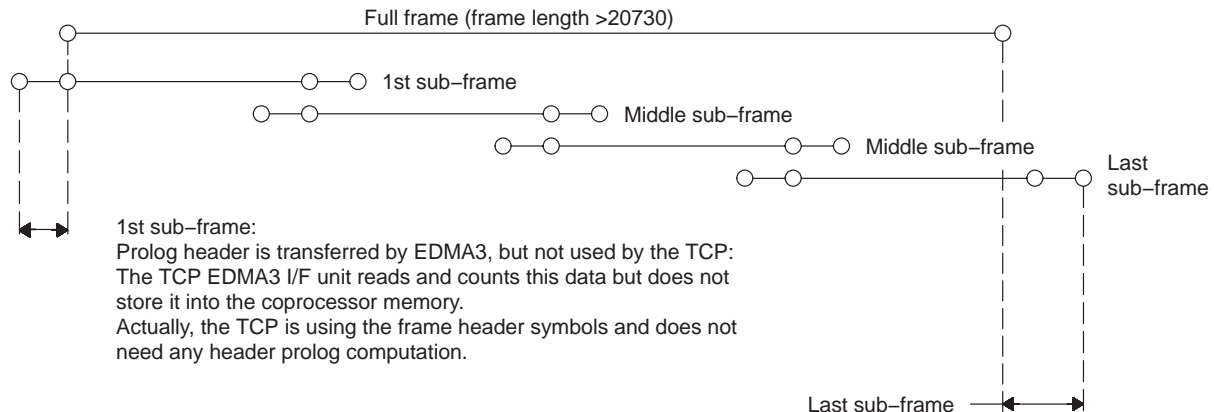 Full frame (frame length >20730)
1st sub−frame
Middle sub−frame
Middle sub−frame
Last
sub−frame
1st sub−frame:
Prolog header is transferred by EDMA3, but not used by the TCP:
The TCP EDMA3 I/F unit reads and counts this data but does not
store it into the coprocessor memory.
Actually, the TCP is using the frame header symbols and does not
need any header prolog computation.
Last sub−frame